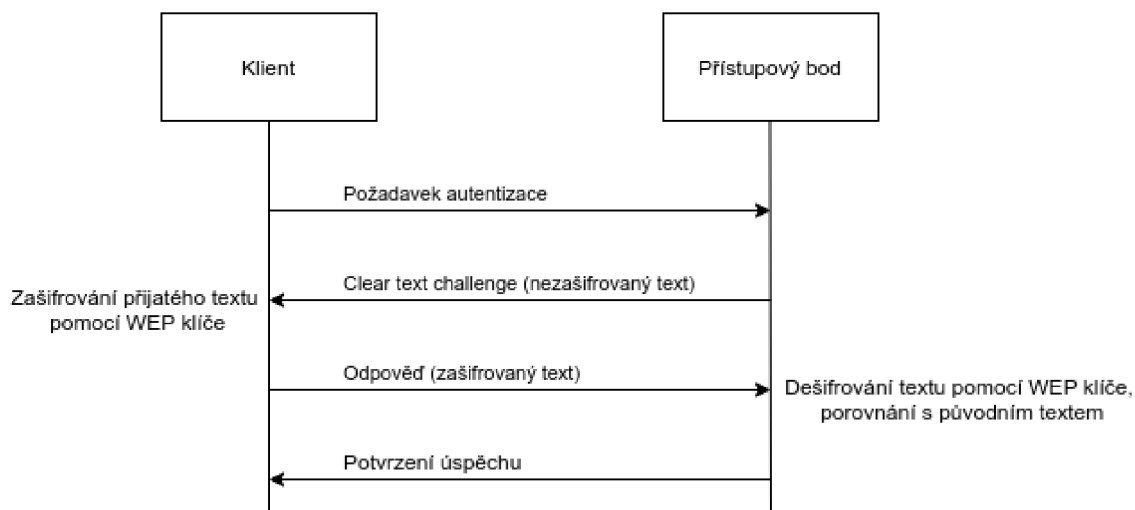 Klient
Přístupový bod
Požadavek autentizace
Clear text challenge (nezašifrovaný text)
Zašifrování přijatého textu
pomocí WEP klíče
Odpověď (zašifrovaný text)
Dešifrování textu pomocí WEP klíče,
porovnání s původním textem
Potvrzení úspěchu